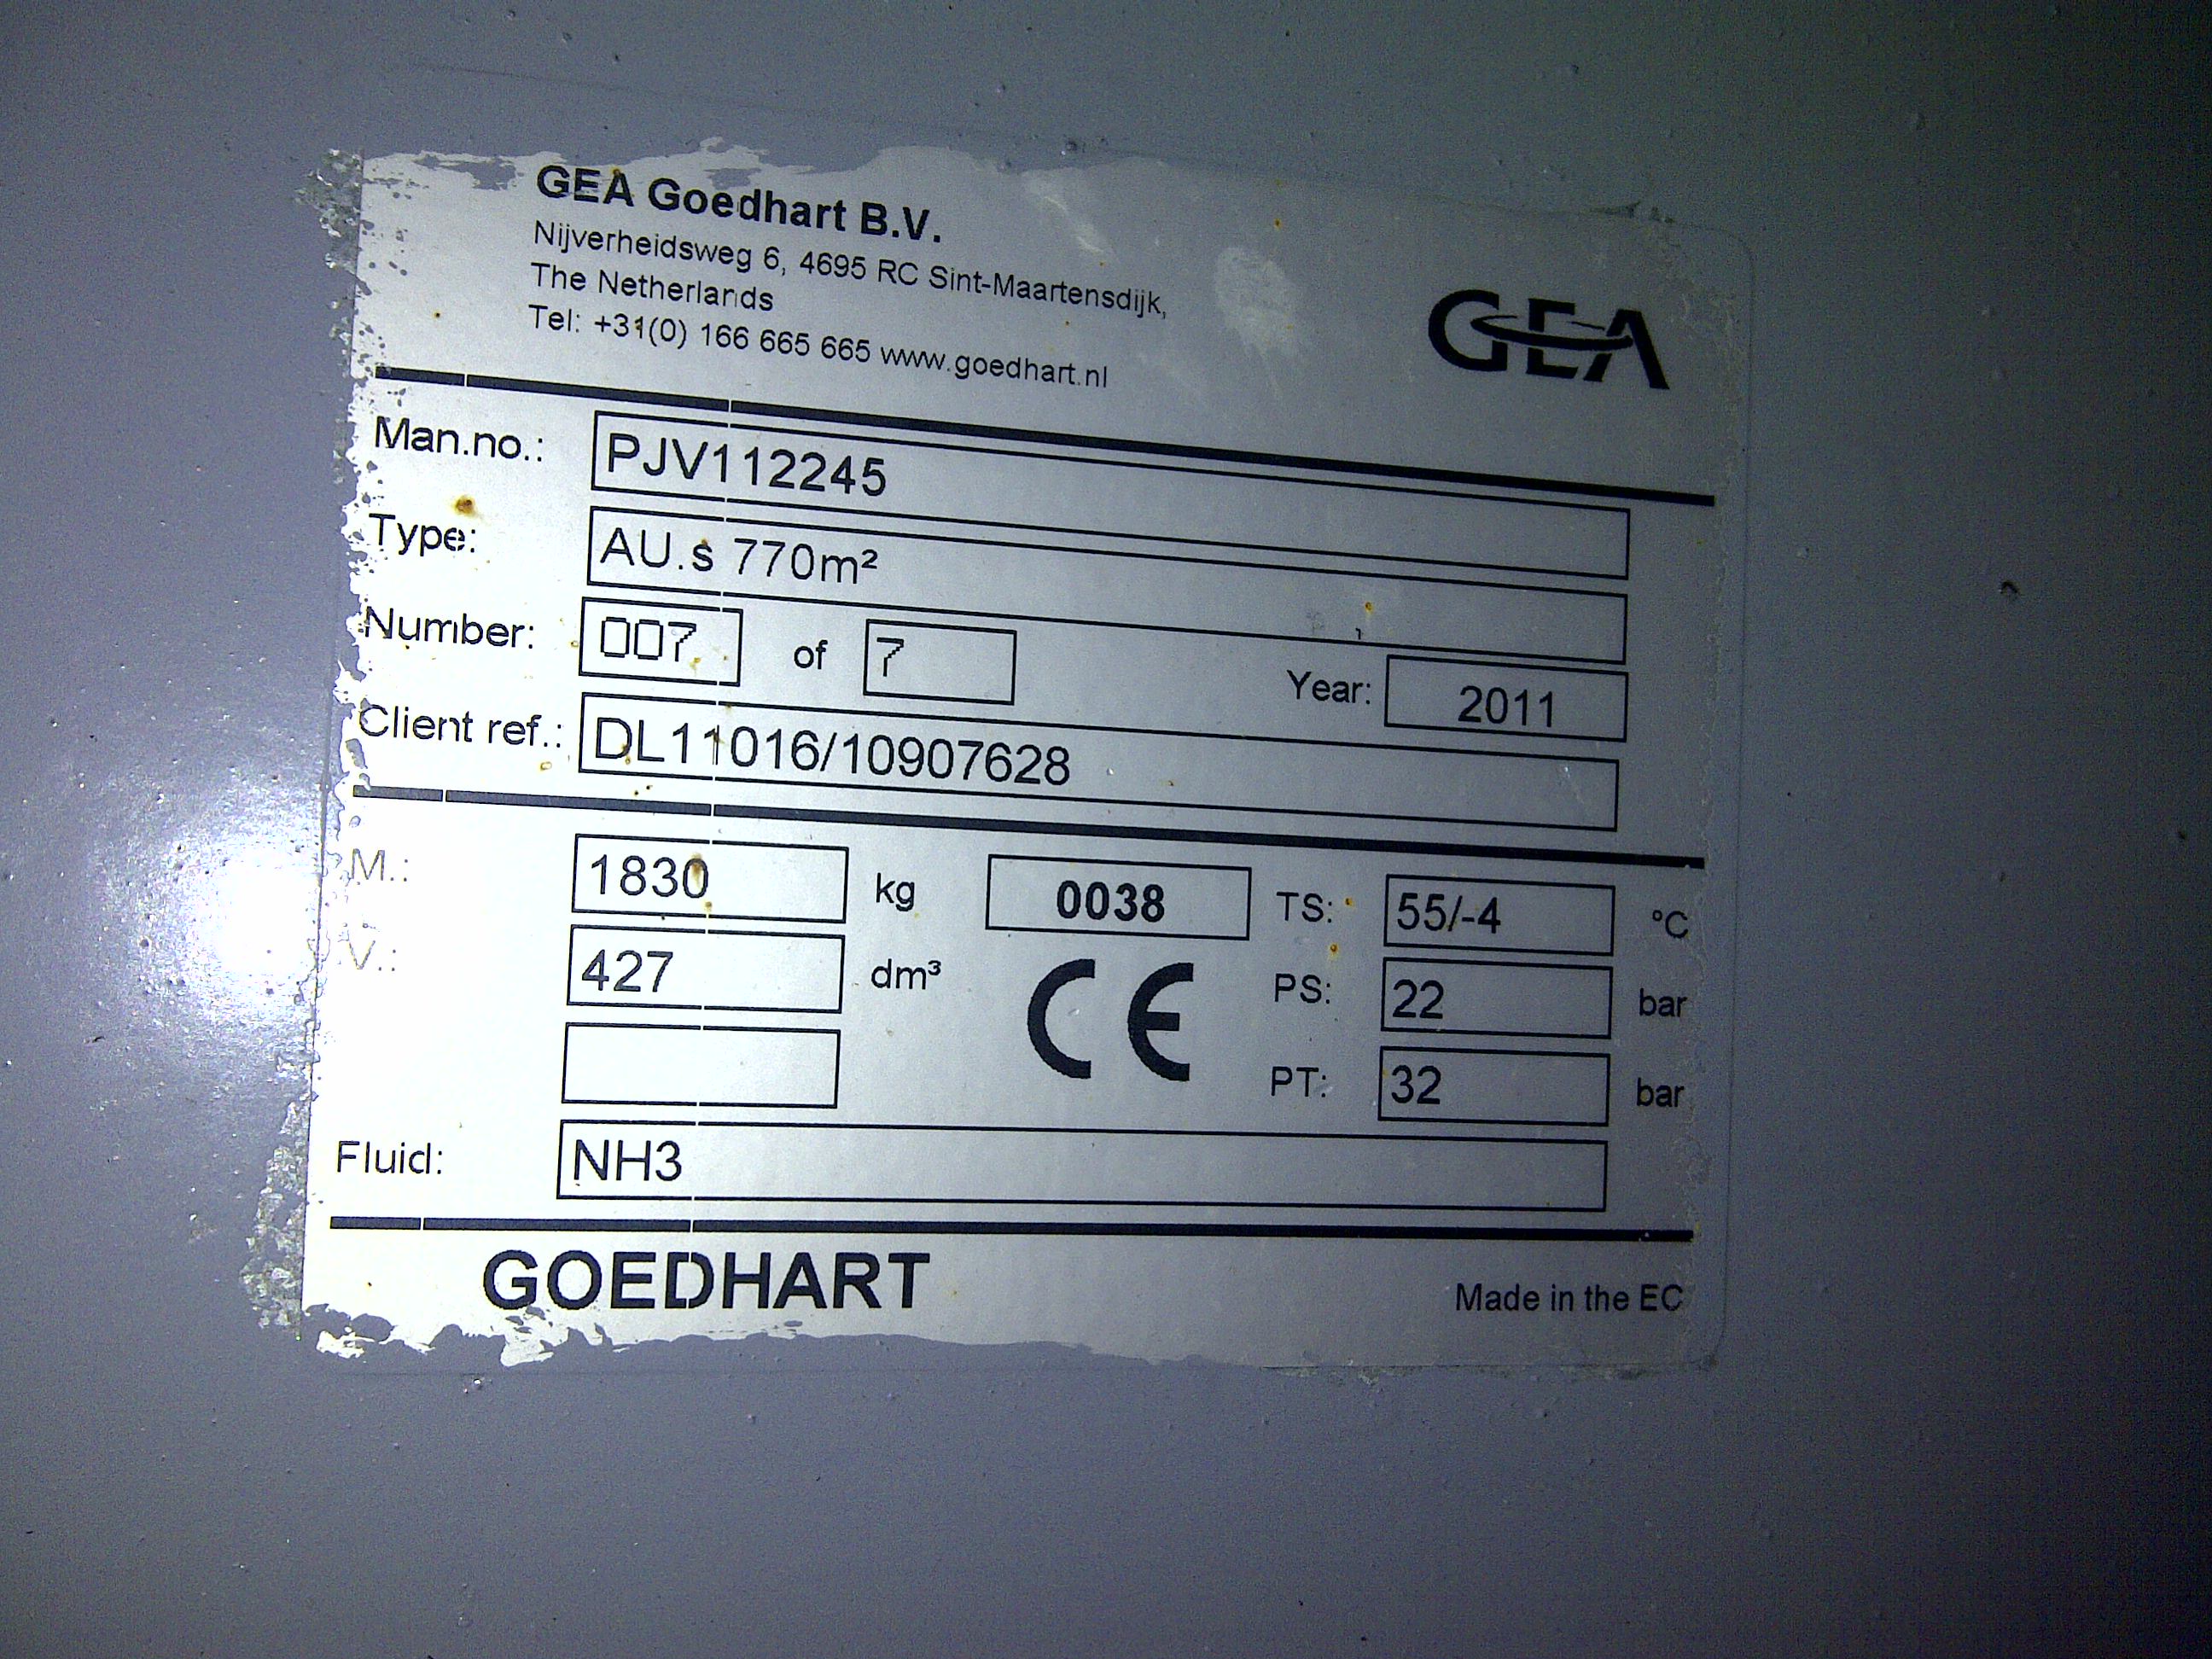 GEA Goedhart B.V.
Nijverheidsweg 6, 4695 RC Sint-Maartensdijk,
The Netherlands
Tel: +31(0) 166 665 665 www.goedhart.nl
GEA
Man.no.: PJV112245
Type: AU.s 770m²
Number: 007 of 7 Year: 2011
Client ref.: DL11016/10907628
M.: 1830 kg 0038 TS: 55/-4 °C
V.: 427 dm³ CE PS: 22 bar
PT: 32 bar
Fluid: NH3
GOEDHART Made in the EC